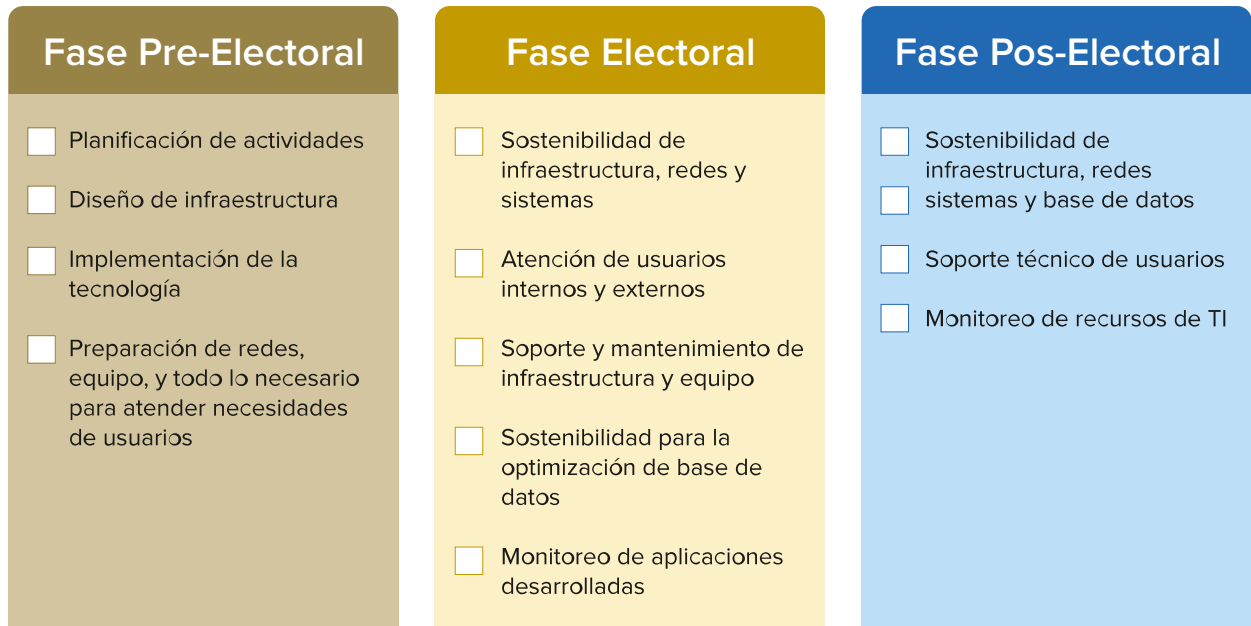 Fase Pre-Electoral
Planificación de actividades
Diseño de infraestructura
Implementación de la
tecnología
Preparación de redes,
equipo, y todo lo necesario
para atender necesidades
de usuarios
Fase Electoral
Sostenibilidad de
infraestructura, redes y
sistemas
Atención de usuarios
internos y externos
Soporte y mantenimiento de
infraestructura y equipo
Sostenibilidad para la
optimización de base de
datos
Monitoreo de aplicaciones
desarrolladas
Fase Pos-Electoral
Sostenibilidad de
infraestructura, redes
sistemas y base de datos
Soporte técnico de usuarios
Monitoreo de recursos de TI